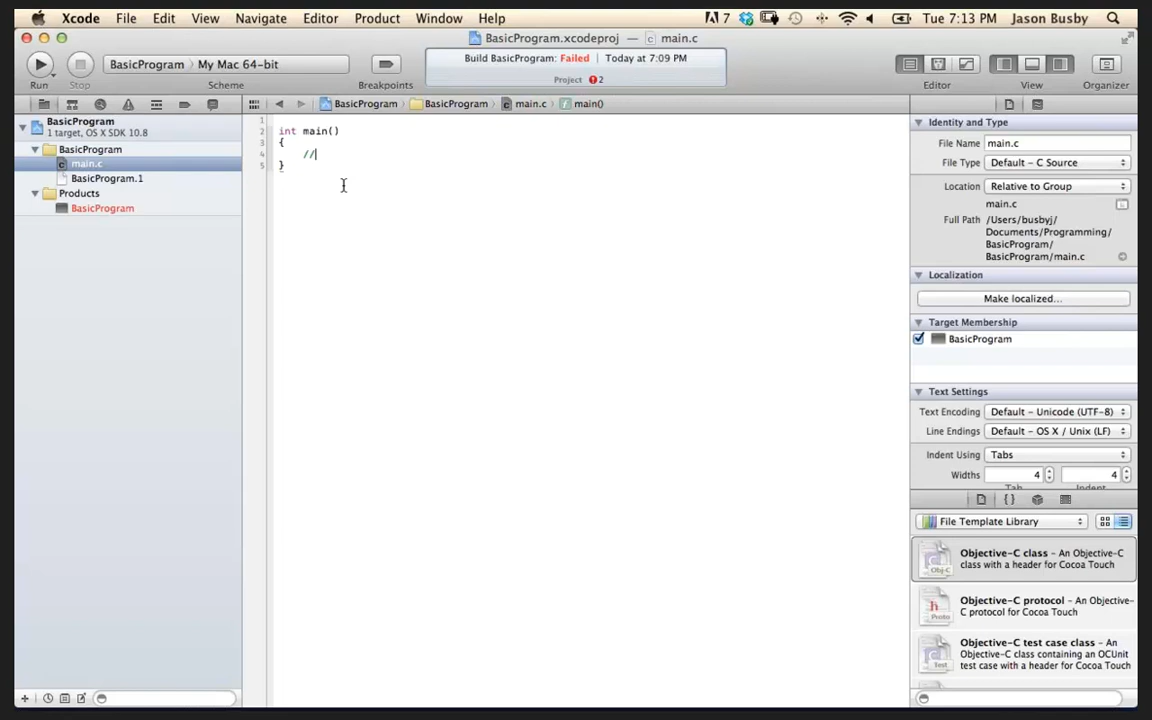 Xcode File Edit View Navigate Editor Product Window Help 7 Tue 7:13 PM Jason Busby
BasicProgram.xcodeproj — main.c
BasicProgram My Mac 64-bit
Build BasicProgram: Failed Today at 7:09 PM
Project 2
Run Stop Scheme Breakpoints Editor View Organizer
BasicProgram BasicProgram main.c main()
BasicProgram
1 target, OS X SDK 10.8
BasicProgram
main.c
BasicProgram.1
Products
BasicProgram
1
2 int main()
3 {
4 //
5 }
Identity and Type
File Name main.c
File Type Default – C Source
Location Relative to Group
main.c
Full Path /Users/busbyj/
Documents/Programming/
BasicProgram/
BasicProgram/main.c
Localization
Make localized...
Target Membership
BasicProgram
Text Settings
Text Encoding Default – Unicode (UTF-8)
Line Endings Default – OS X / Unix (LF)
Indent Using Tabs
Widths 4 4
Tab Indent
{ }
File Template Library
Obj-C
Objective-C class – An Objective-C
class with a header for Cocoa Touch
h
Proto
Objective-C protocol – An Objective-
C protocol for Cocoa Touch
Test
Objective-C test case class – An
Objective-C class containing an OCUnit
test case with a header for Cocoa Touch